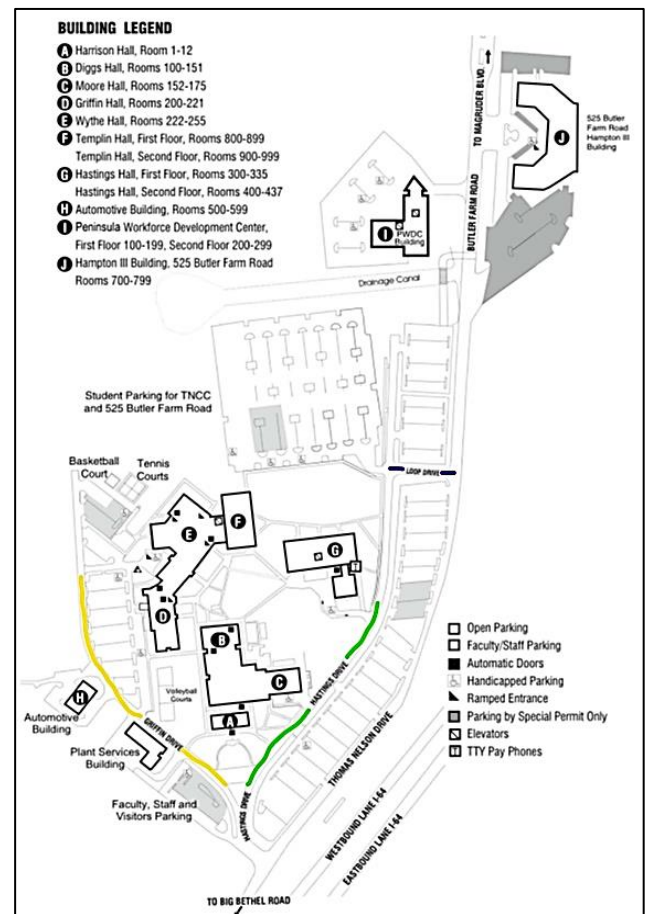 BUILDING LEGEND
A Harrison Hall, Room 1-12
B Diggs Hall, Rooms 100-151
C Moore Hall, Rooms 152-175
D Griffin Hall, Rooms 200-221
E Wythe Hall, Rooms 222-255
F Templin Hall, First Floor, Rooms 800-899
Templin Hall, Second Floor, Rooms 900-999
G Hastings Hall, First Floor, Rooms 300-335
Hastings Hall, Second Floor, Rooms 400-437
H Automotive Building, Rooms 500-599
I Peninsula Workforce Development Center,
First Floor 100-199, Second Floor 200-299
J Hampton III Building, 525 Butler Farm Road
Rooms 700-799
TO MAGRUDER BLVD.
BUTLER FARM ROAD
J
525 Butler
Farm Road
Hampton III
Building
I
PWDC
Building
Drainage Canal
Student Parking for TNCC
and 525 Butler Farm Road
LOOP DRIVE
Basketball
Court
Tennis
Courts
F
E
G
T
D
B
C
A
H
Volleyball
Courts
Automotive
Building
GRIFFIN DRIVE
Plant Services
Building
Faculty, Staff and
Visitors Parking
HASTINGS DRIVE
HASTINGS DRIVE
THOMAS NELSON DRIVE
WESTBOUND LANE I-64
EASTBOUND LANE I-64
TO BIG BETHEL ROAD
Open Parking
Faculty/Staff Parking
Automatic Doors
Handicapped Parking
Ramped Entrance
Parking by Special Permit Only
Elevators
T TTY Pay Phones